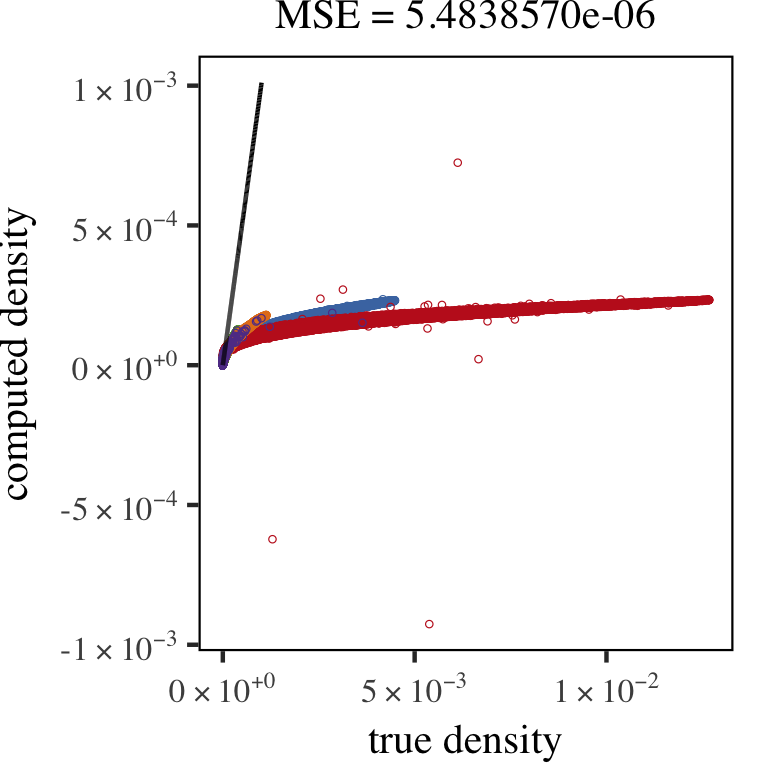 MSE = 5.4838570e-06
computed density
1 × 10⁻³
5 × 10⁻⁴
0 × 10⁺⁰
-5 × 10⁻⁴
-1 × 10⁻³
0 × 10⁺⁰ 5 × 10⁻³ 1 × 10⁻²
true density